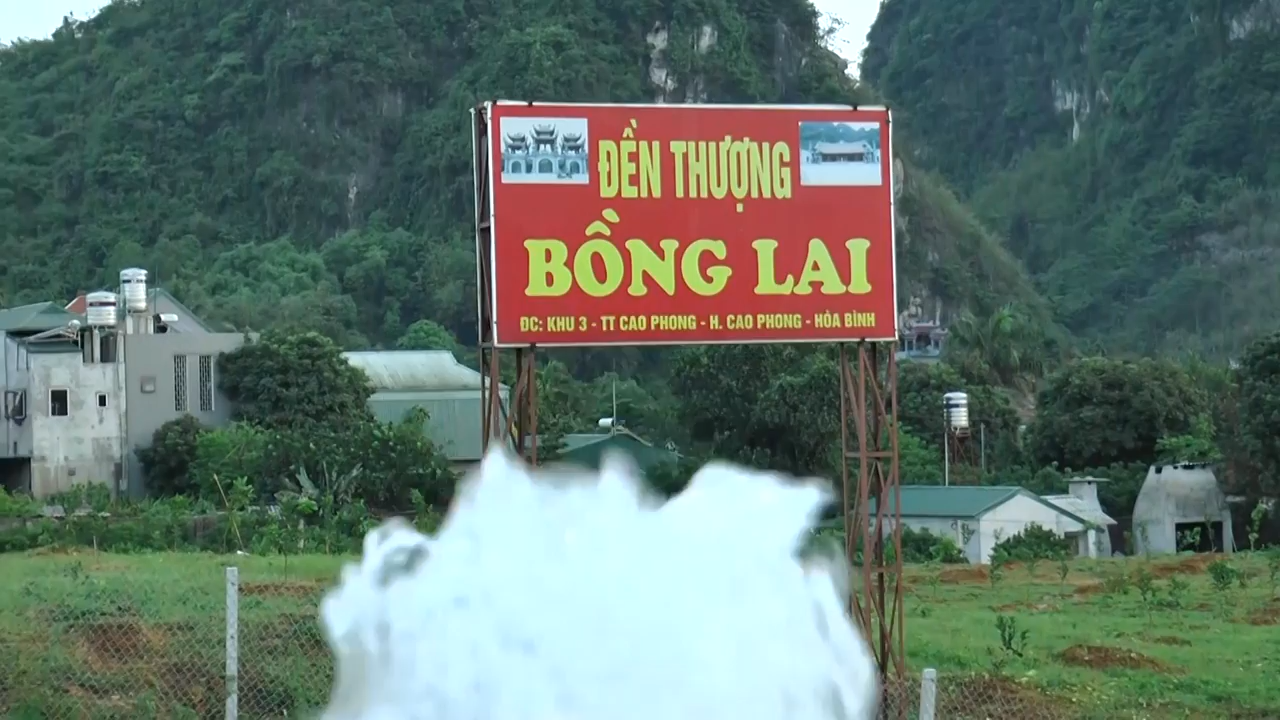 ĐỀN THƯỢNG
BỒNG LAI
ĐC: KHU 3 - TT CAO PHONG - H. CAO PHONG - HÒA BÌNH